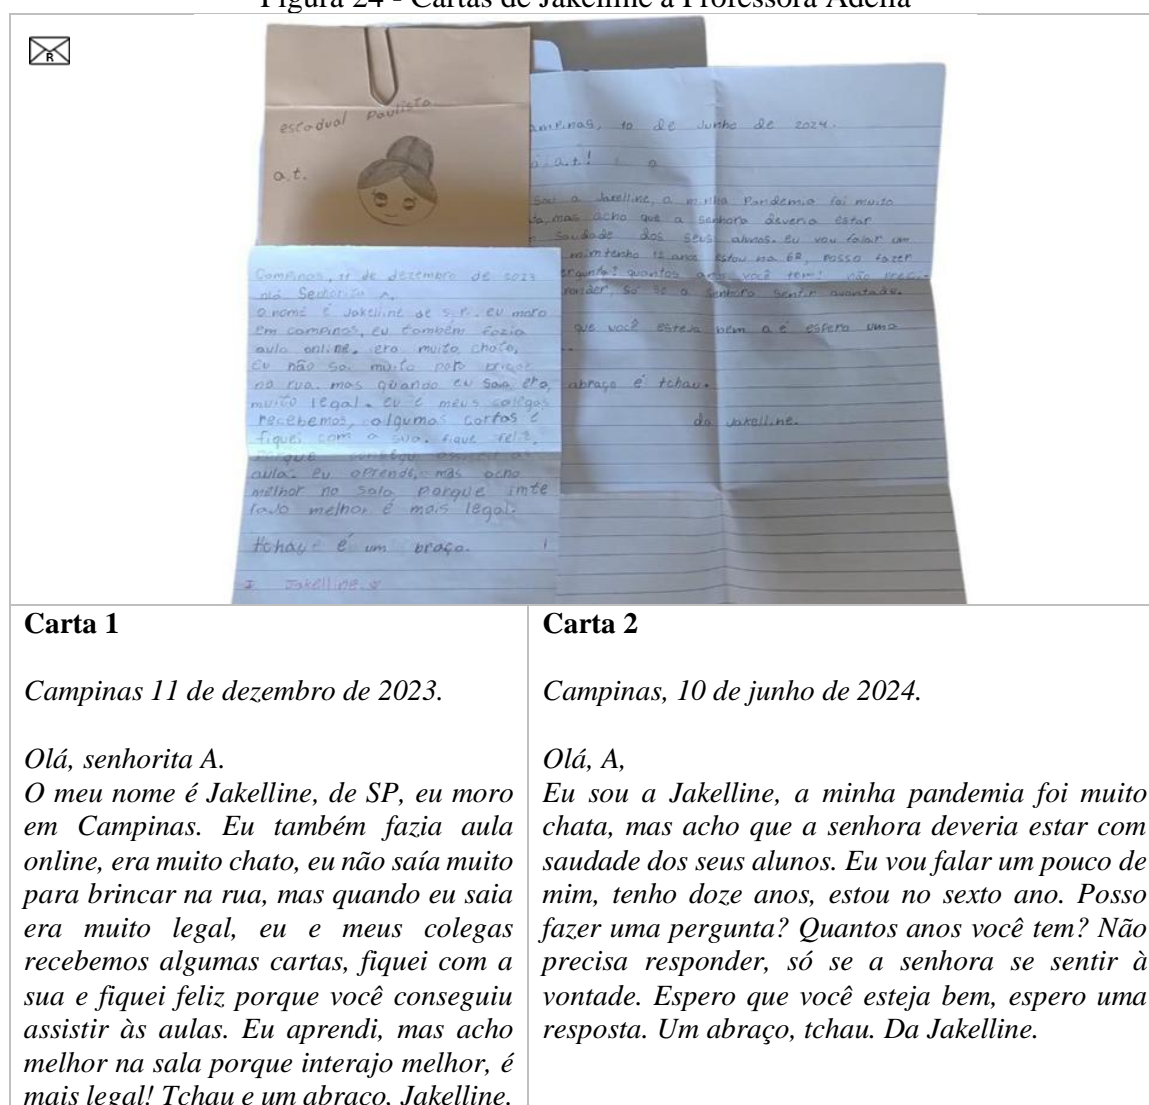 Figura 24 - Cartas de Jakelline à Professora Adélia
R
estadual Paulista
a.t.
Campinas, 11 de dezembro de 2023
olá Senhorita A.
o nome é Jakelline de S.P. eu moro
em campinas, eu também fazia
aula online, era muito chato,
eu não sai muito para brincar
na rua. mas quando eu saia era,
muito legal. eu e meus colegas
recebemos, algumas cartas é
fiquei com a sua. fique feliz,
porque assistir as
aula. eu aprendi, mas acho
melhor na sala, porque inte
rajo melhor é mais legal.
tchau é um braço.
J Jakelline.
ampinas, 10 de Junho de 2024.
á a.t!
sou a Jakelline, a minha Pandemia foi muito
ta, mas acho que a senhora deveria estar
m saudade dos seus alunos. eu vou falar um
mim tenho 12 anos estou na 6ª, Posso fazer
ergunta? quantos anos você tem? não preci-
ponder, só se a senhora sentir avontade.
que você esteja bem a é espero uma
abraço é tchau.
da Jakelline.
Carta 1
Campinas 11 de dezembro de 2023.
Olá, senhorita A.
O meu nome é Jakelline, de SP, eu moro
em Campinas. Eu também fazia aula
online, era muito chato, eu não saía muito
para brincar na rua, mas quando eu saia
era muito legal, eu e meus colegas
recebemos algumas cartas, fiquei com a
sua e fiquei feliz porque você conseguiu
assistir às aulas. Eu aprendi, mas acho
melhor na sala porque interajo melhor, é
mais legal! Tchau e um abraço, Jakelline.
Carta 2
Campinas, 10 de junho de 2024.
Olá, A,
Eu sou a Jakelline, a minha pandemia foi muito
chata, mas acho que a senhora deveria estar com
saudade dos seus alunos. Eu vou falar um pouco de
mim, tenho doze anos, estou no sexto ano. Posso
fazer uma pergunta? Quantos anos você tem? Não
precisa responder, só se a senhora se sentir à
vontade. Espero que você esteja bem, espero uma
resposta. Um abraço, tchau. Da Jakelline.